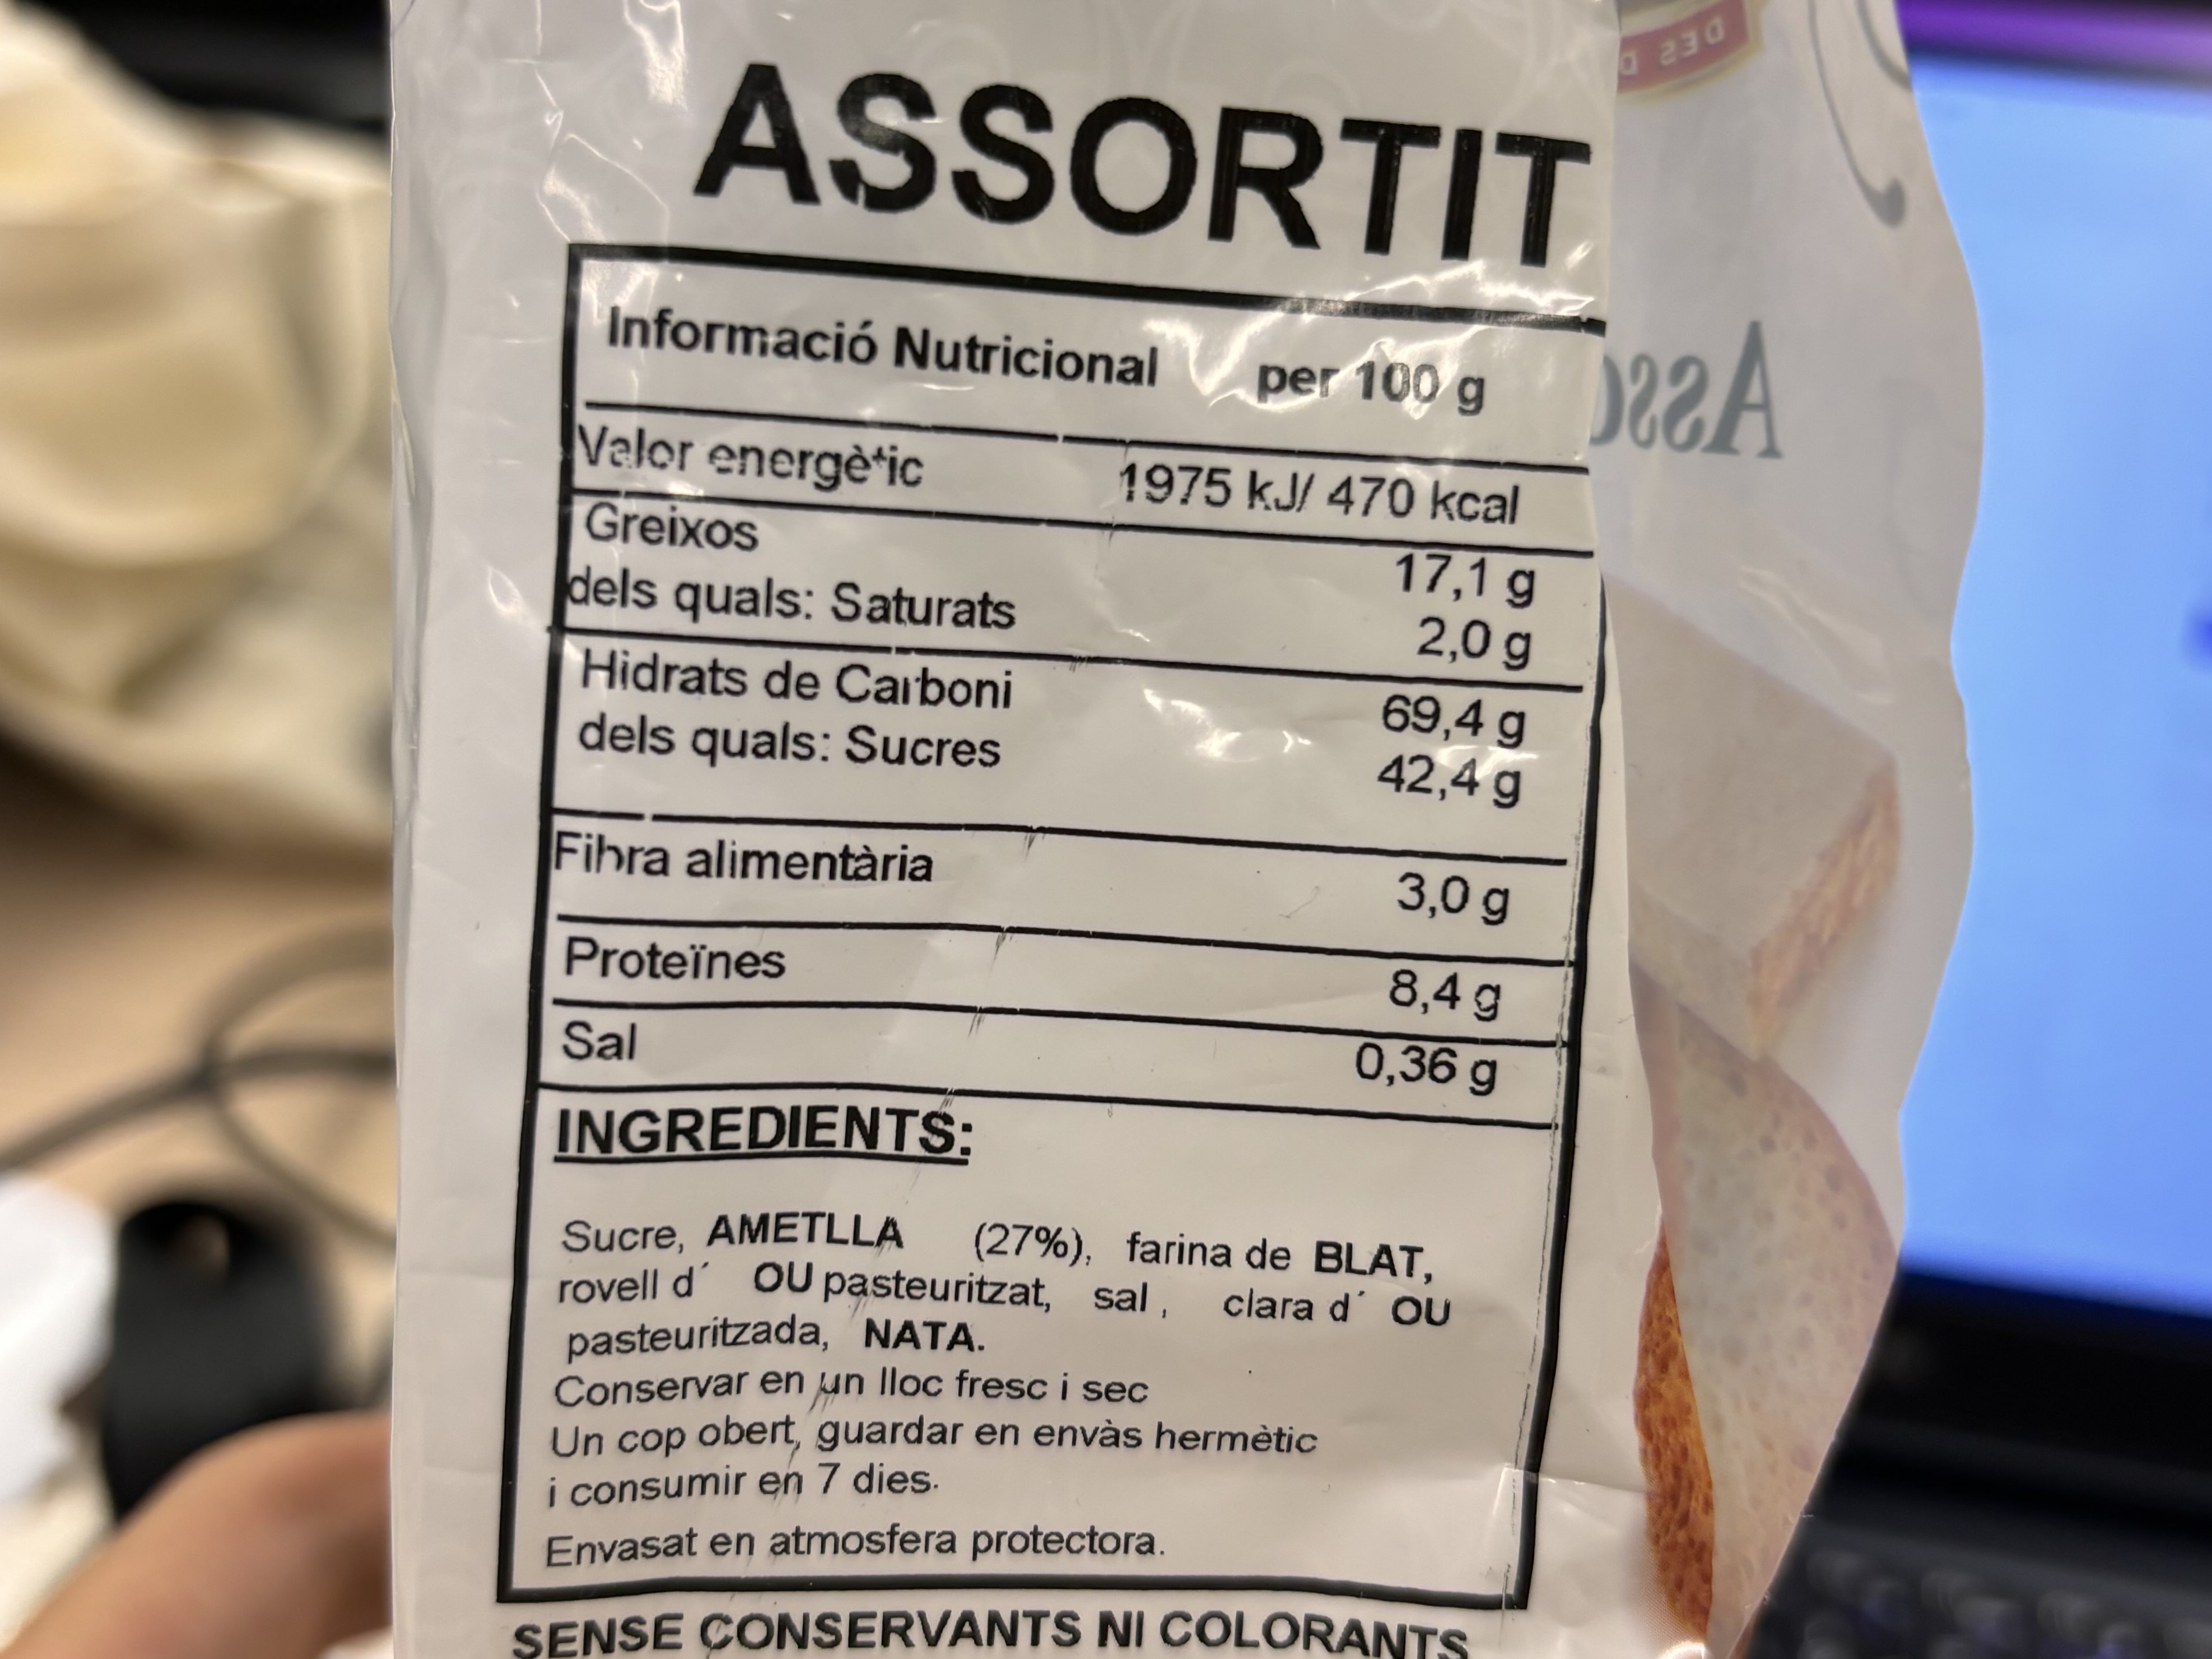 ASSORTIT
Informació Nutricional per 100 g
Valor energètic 1975 kJ/ 470 kcal
Greixos 17,1 g
dels quals: Saturats 2,0 g
Hidrats de Carboni 69,4 g
dels quals: Sucres 42,4 g
Fibra alimentària 3,0 g
Proteïnes 8,4 g
Sal 0,36 g
INGREDIENTS:
Sucre, AMETLLA (27%), farina de BLAT,
rovell d´ OU pasteuritzat, sal , clara d´ OU
pasteuritzada, NATA.
Conservar en un lloc fresc i sec
Un cop obert, guardar en envàs hermètic
i consumir en 7 dies.
Envasat en atmosfera protectora.
SENSE CONSERVANTS NI COLORANTS
DES